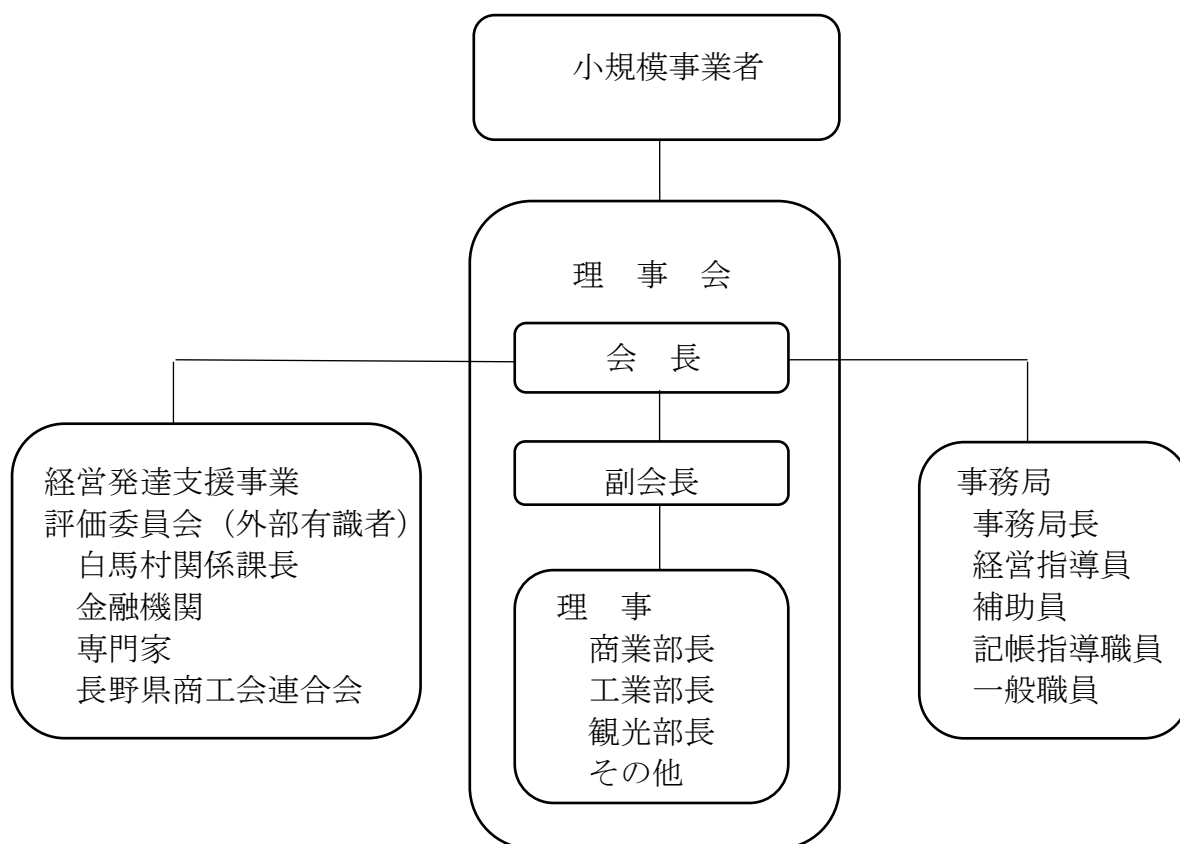 小規模事業者
理　事　会
会　長
副会長
理　事
商業部長
工業部長
観光部長
その他
経営発達支援事業
評価委員会（外部有識者）
白馬村関係課長
金融機関
専門家
長野県商工会連合会
事務局
事務局長
経営指導員
補助員
記帳指導職員
一般職員